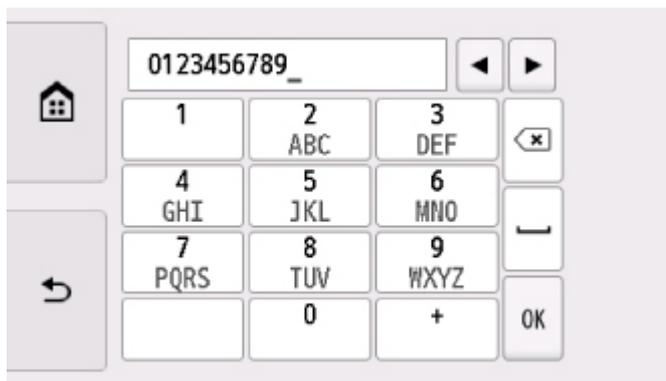 0123456789_
1
2
ABC
3
DEF
4
GHI
5
JKL
6
MNO
7
PQRS
8
TUV
9
WXYZ
0
+
OK